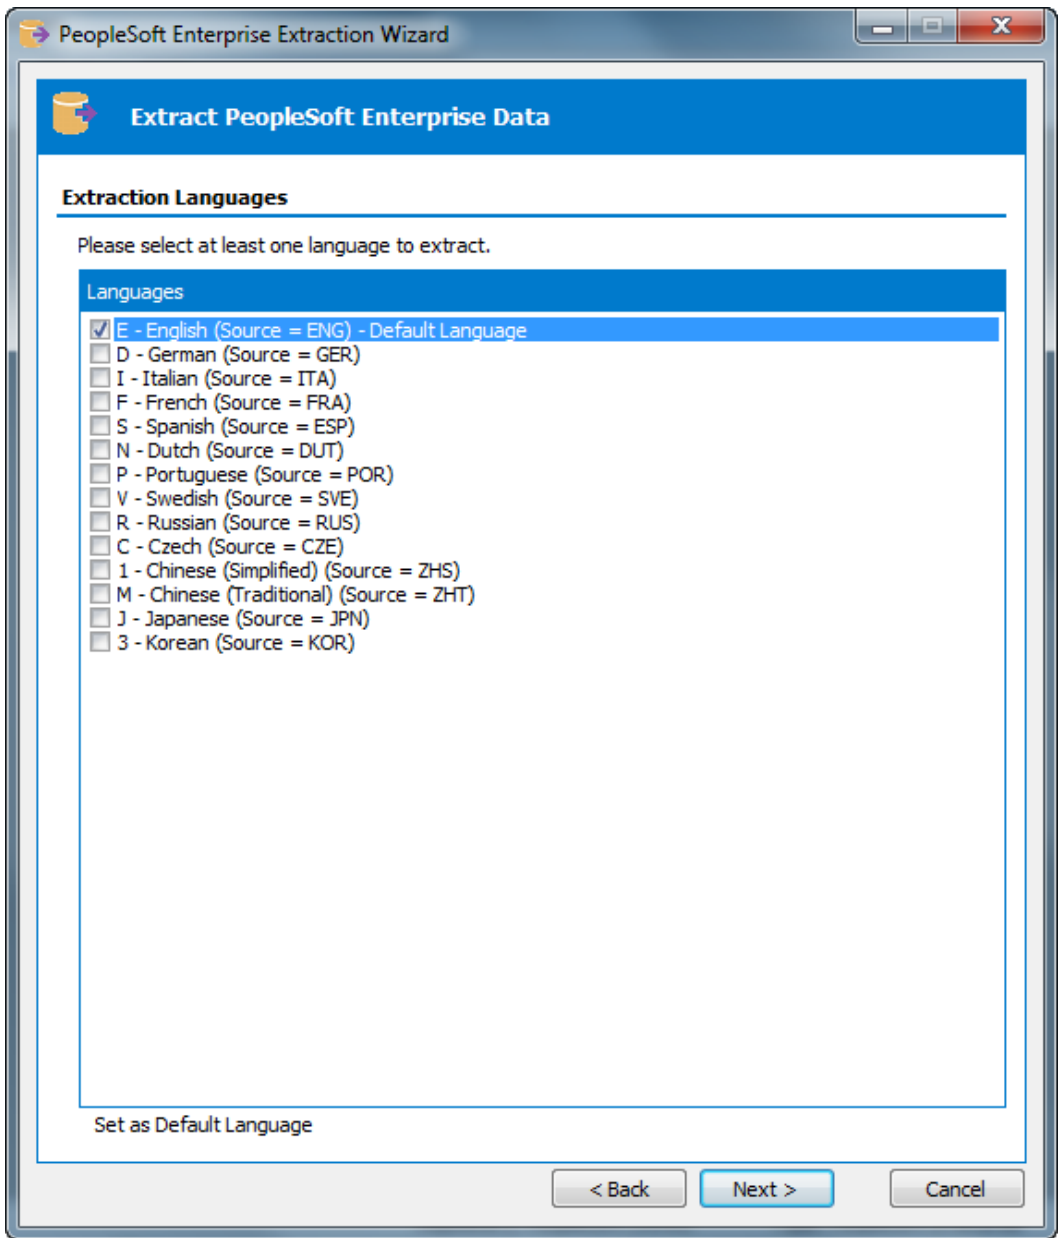 PeopleSoft Enterprise Extraction Wizard
Extract PeopleSoft Enterprise Data
Extraction Languages
Please select at least one language to extract.
Languages
E - English (Source = ENG) - Default Language
D - German (Source = GER)
I - Italian (Source = ITA)
F - French (Source = FRA)
S - Spanish (Source = ESP)
N - Dutch (Source = DUT)
P - Portuguese (Source = POR)
V - Swedish (Source = SVE)
R - Russian (Source = RUS)
C - Czech (Source = CZE)
1 - Chinese (Simplified) (Source = ZHS)
M - Chinese (Traditional) (Source = ZHT)
J - Japanese (Source = JPN)
3 - Korean (Source = KOR)
Set as Default Language
< Back Next > Cancel